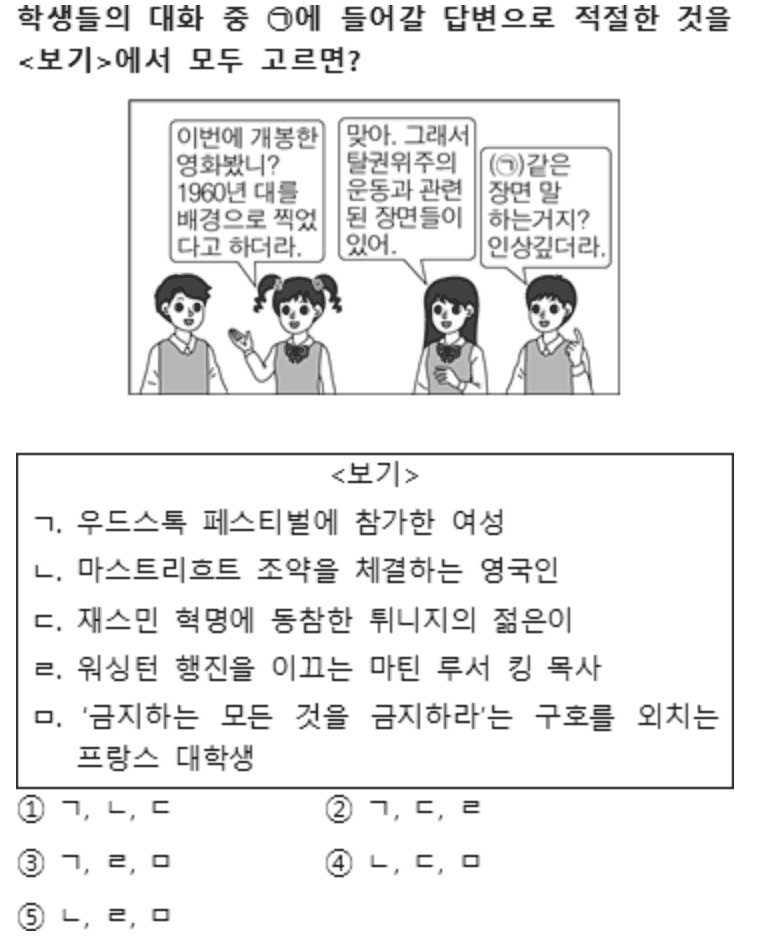 학생들의 대화 중 ㉠에 들어갈 답변으로 적절한 것을
<보기>에서 모두 고르면?
이번에 개봉한
영화봤니?
1960년 대를
배경으로 찍었
다고 하더라.
맞아. 그래서
탈권위주의
운동과 관련
된 장면들이
있어.
(㉠)같은
장면 말
하는거지?
인상깊더라.
<보기>
ㄱ. 우드스톡 페스티벌에 참가한 여성
ㄴ. 마스트리흐트 조약을 체결하는 영국인
ㄷ. 재스민 혁명에 동참한 튀니지의 젊은이
ㄹ. 워싱턴 행진을 이끄는 마틴 루서 킹 목사
ㅁ. ‘금지하는 모든 것을 금지하라’는 구호를 외치는
프랑스 대학생
① ㄱ, ㄴ, ㄷ ② ㄱ, ㄷ, ㄹ
③ ㄱ, ㄹ, ㅁ ④ ㄴ, ㄷ, ㅁ
⑤ ㄴ, ㄹ, ㅁ